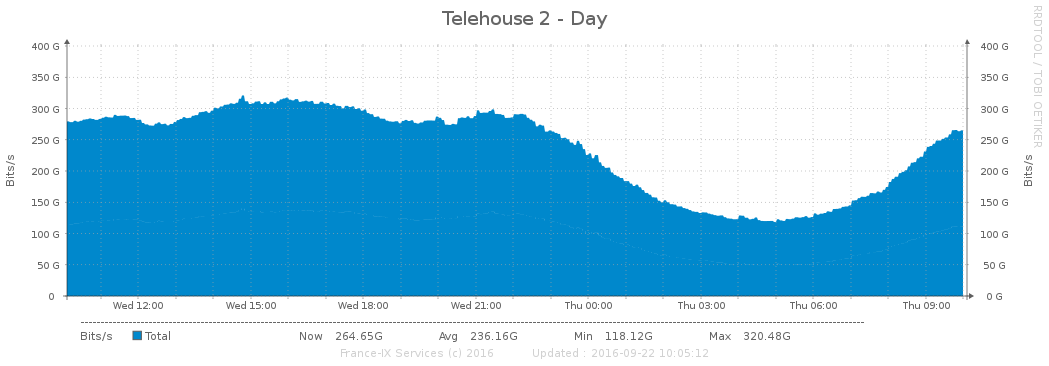 Telehouse 2 - Day
RRDTOOL / TOBI OETIKER
400 G 400 G
350 G 350 G
300 G 300 G
250 G 250 G
200 G 200 G
150 G 150 G
100 G 100 G
50 G 50 G
0 0 G
Bits/s Bits/s
Wed 12:00 Wed 15:00 Wed 18:00 Wed 21:00 Thu 00:00 Thu 03:00 Thu 06:00 Thu 09:00
Bits/s Total Now 264.65G Avg 236.16G Min 118.12G Max 320.48G
France-IX Services (c) 2016 Updated : 2016-09-22 10:05:12